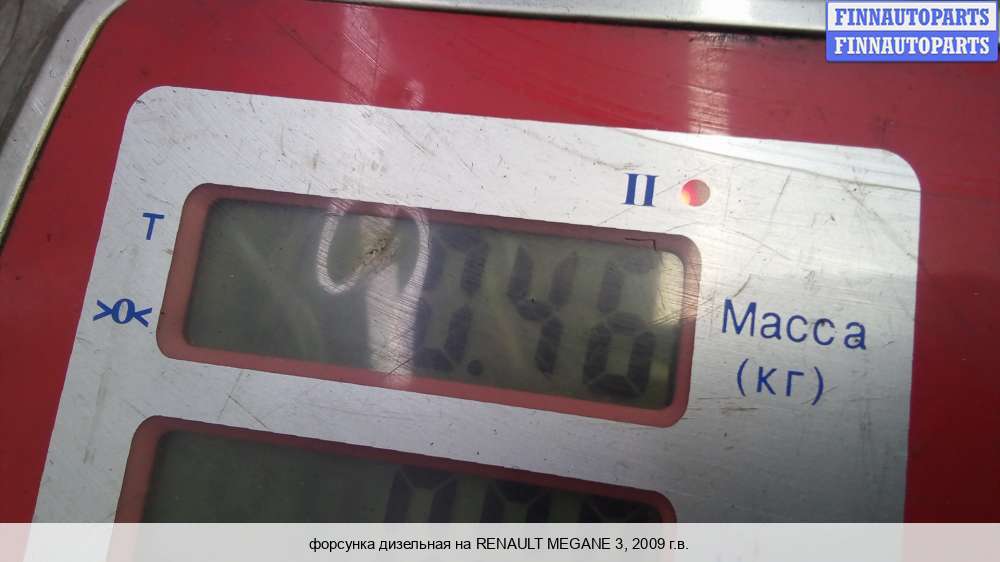 FINNAUTOPARTS
FINNAUTOPARTS
II
T
>0<
0.46
Масса
(кг)
форсунка дизельная на RENAULT MEGANE 3, 2009 г.в.